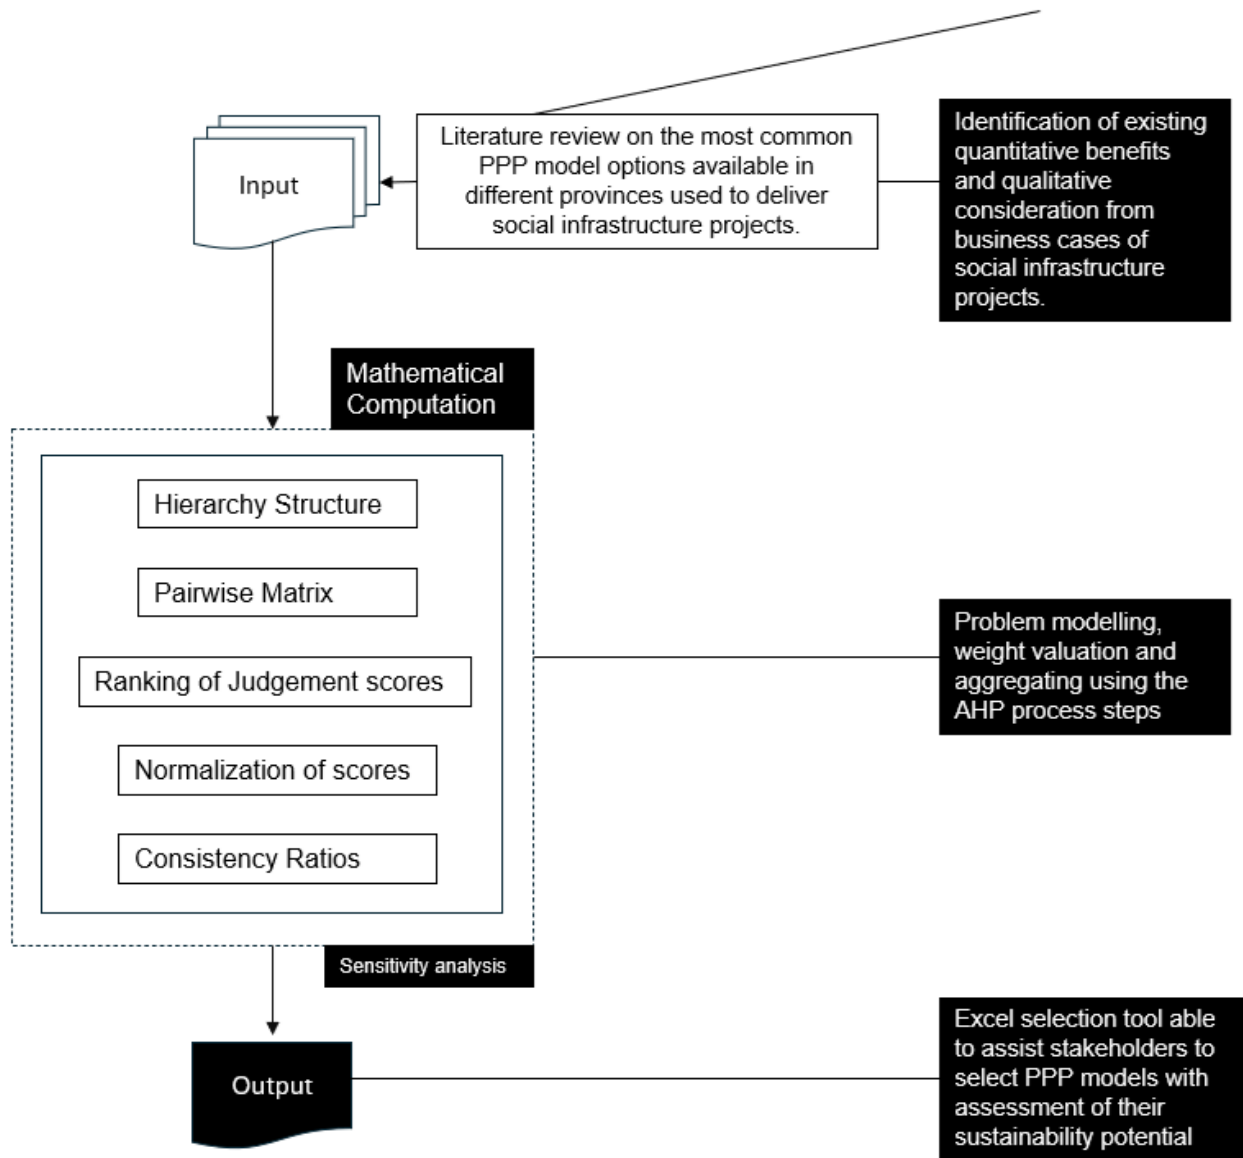 Input
Literature review on the most common
PPP model options available in
different provinces used to deliver
social infrastructure projects.
Identification of existing
quantitative benefits
and qualitative
consideration from
business cases of
social infrastructure
projects.
Mathematical
Computation
Hierarchy Structure
Pairwise Matrix
Ranking of Judgement scores
Normalization of scores
Consistency Ratios
Problem modelling,
weight valuation and
aggregating using the
AHP process steps
Sensitivity analysis
Output
Excel selection tool able
to assist stakeholders to
select PPP models with
assessment of their
sustainability potential